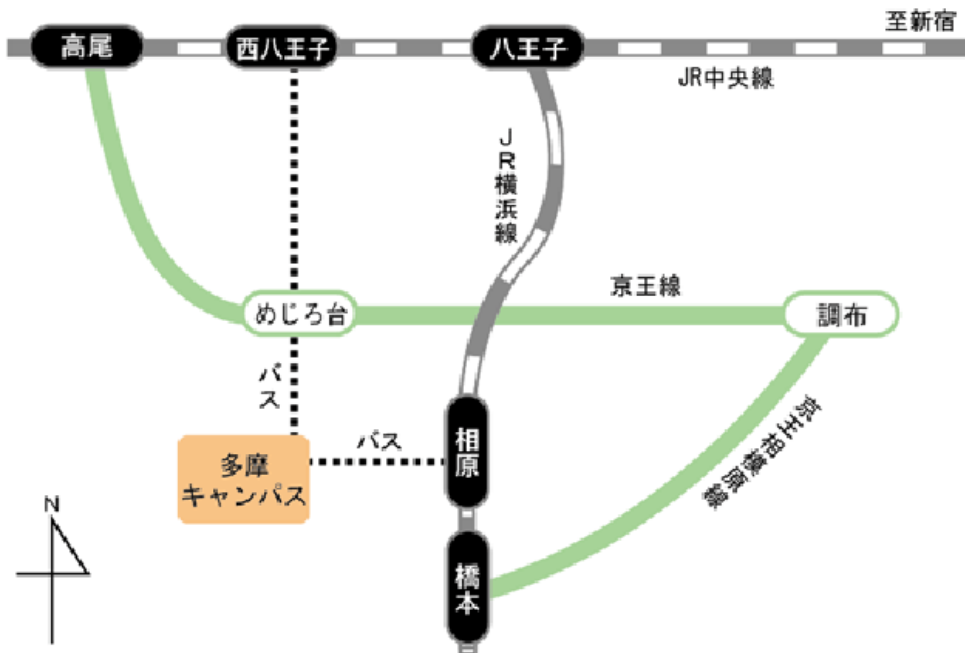 至新宿
高尾
西八王子
八王子
JR中央線
JR横浜線
京王線
めじろ台
調布
バス
バス
相原
京王相模原線
多摩
キャンパス
N
橋本